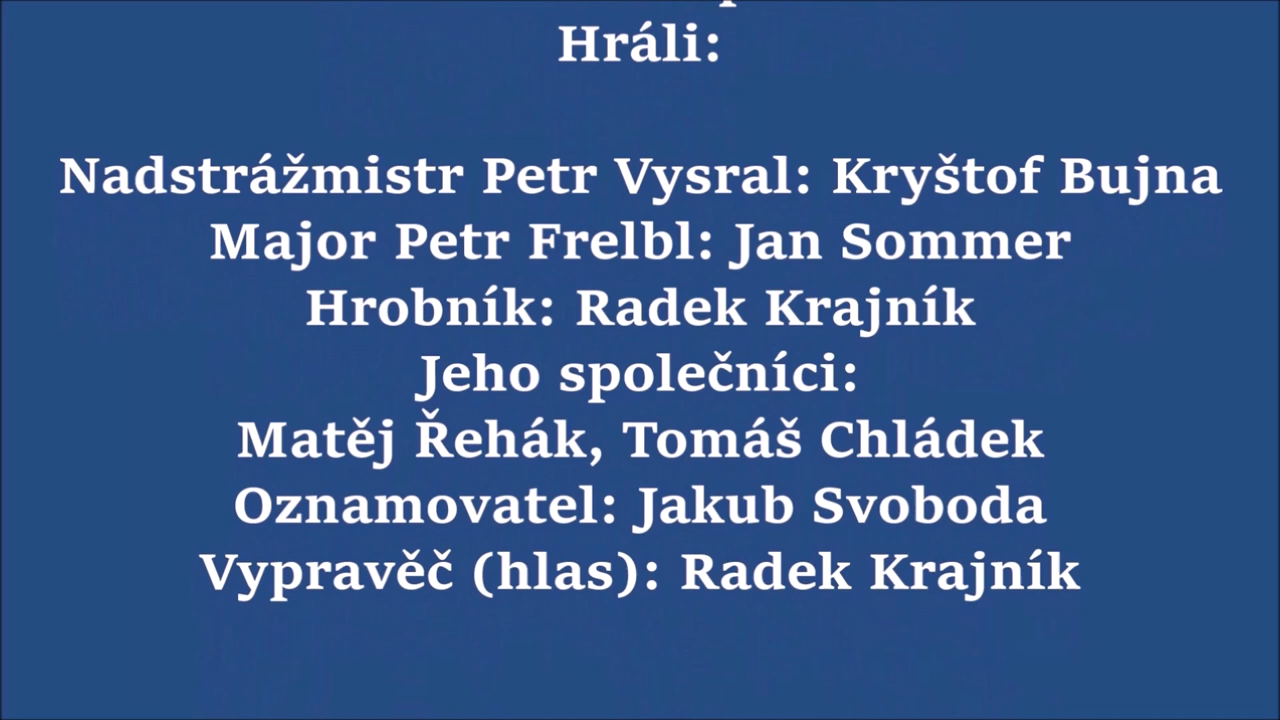 Hráli:
Nadstrážmistr Petr Vysral: Kryštof Bujna
Major Petr Frelbl: Jan Sommer
Hrobník: Radek Krajník
Jeho společníci:
Matěj Řehák, Tomáš Chládek
Oznamovatel: Jakub Svoboda
Vypravěč (hlas): Radek Krajník